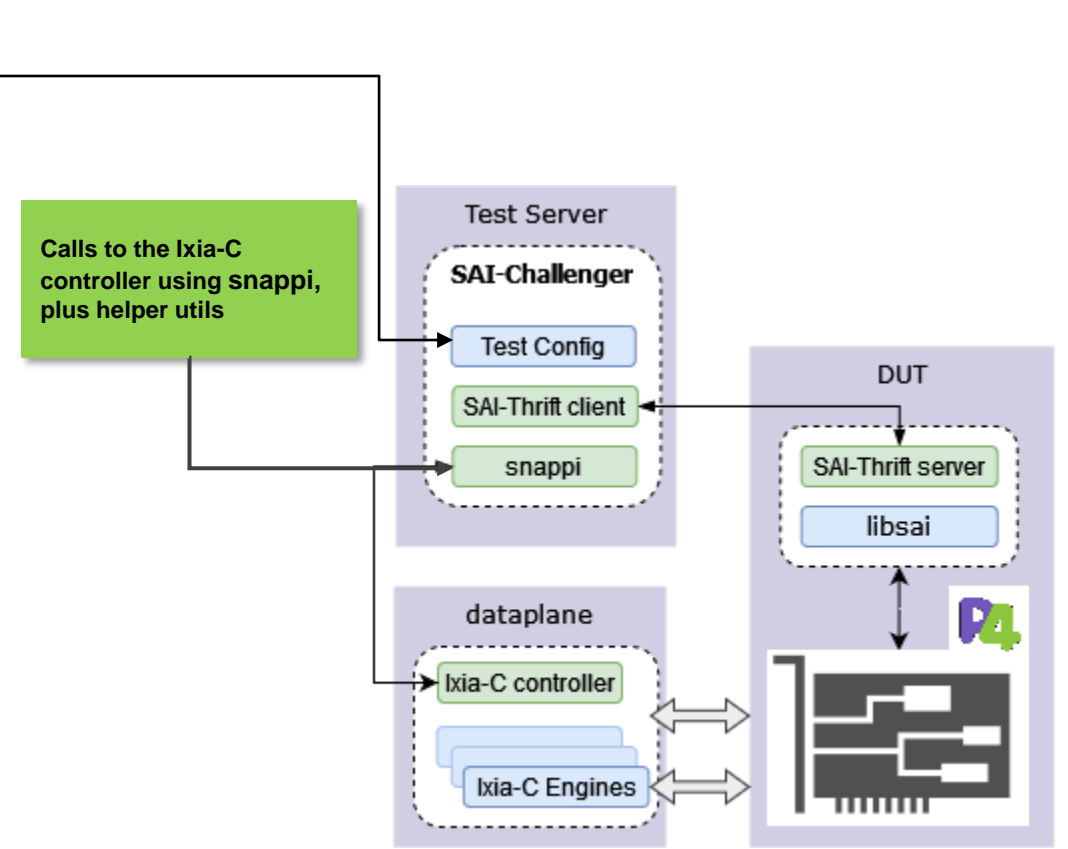 Test Server
SAI-Challenger
Calls to the Ixia-C
controller using snappi,
plus helper utils
Test Config
SAI-Thrift client
snappi
DUT
SAI-Thrift server
libsai
P4
dataplane
Ixia-C controller
Ixia-C Engines